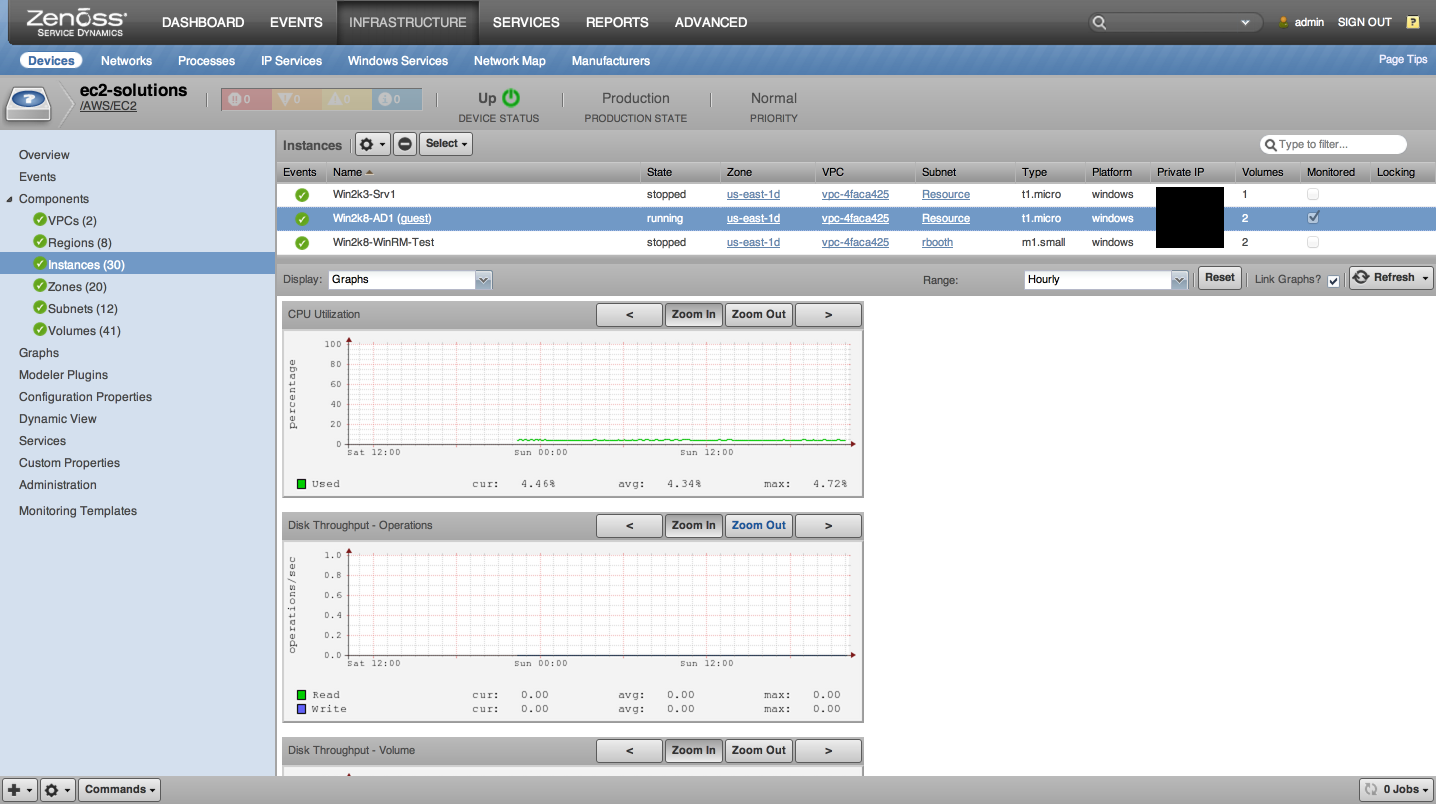 Zenoss
SERVICE DYNAMICS
DASHBOARD EVENTS INFRASTRUCTURE SERVICES REPORTS ADVANCED
admin SIGN OUT ?
Devices Networks Processes IP Services Windows Services Network Map Manufacturers Page Tips
ec2-solutions
/AWS/EC2
0 0 0 0
Up
DEVICE STATUS
Production
PRODUCTION STATE
Normal
PRIORITY
Overview
Events
Components
VPCs (2)
Regions (8)
Instances (30)
Zones (20)
Subnets (12)
Volumes (41)
Graphs
Modeler Plugins
Configuration Properties
Dynamic View
Services
Custom Properties
Administration
Monitoring Templates
Instances Select Type to filter...
Events Name State Zone VPC Subnet Type Platform Private IP Volumes Monitored Locking
Win2k3-Srv1 stopped us-east-1d vpc-4faca425 Resource t1.micro windows 1
Win2k8-AD1 (guest) running us-east-1d vpc-4faca425 Resource t1.micro windows 2
Win2k8-WinRM-Test stopped us-east-1d vpc-4faca425 rbooth m1.small windows 2
Display: Graphs Range: Hourly Reset Link Graphs? Refresh
CPU Utilization < Zoom In Zoom Out >
percentage
100
80
60
40
20
0
Sat 12:00 Sun 00:00 Sun 12:00
Used cur: 4.46% avg: 4.34% max: 4.72%
Disk Throughput - Operations < Zoom In Zoom Out >
operations/sec
1.0
0.8
0.6
0.4
0.2
0.0
Sat 12:00 Sun 00:00 Sun 12:00
Read cur: 0.00 avg: 0.00 max: 0.00
Write cur: 0.00 avg: 0.00 max: 0.00
Disk Throughput - Volume < Zoom In Zoom Out >
Commands 0 Jobs